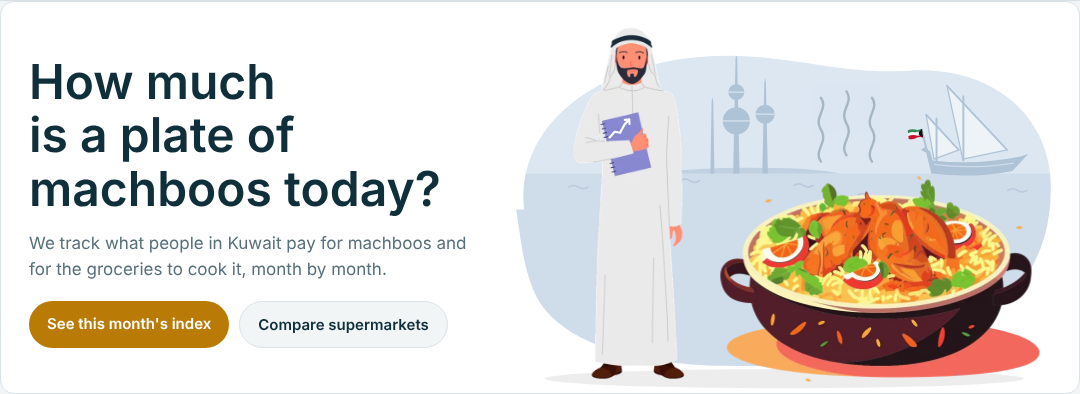 How much
is a plate of
machboos today?
We track what people in Kuwait pay for machboos and
for the groceries to cook it, month by month.
See this month's index
Compare supermarkets